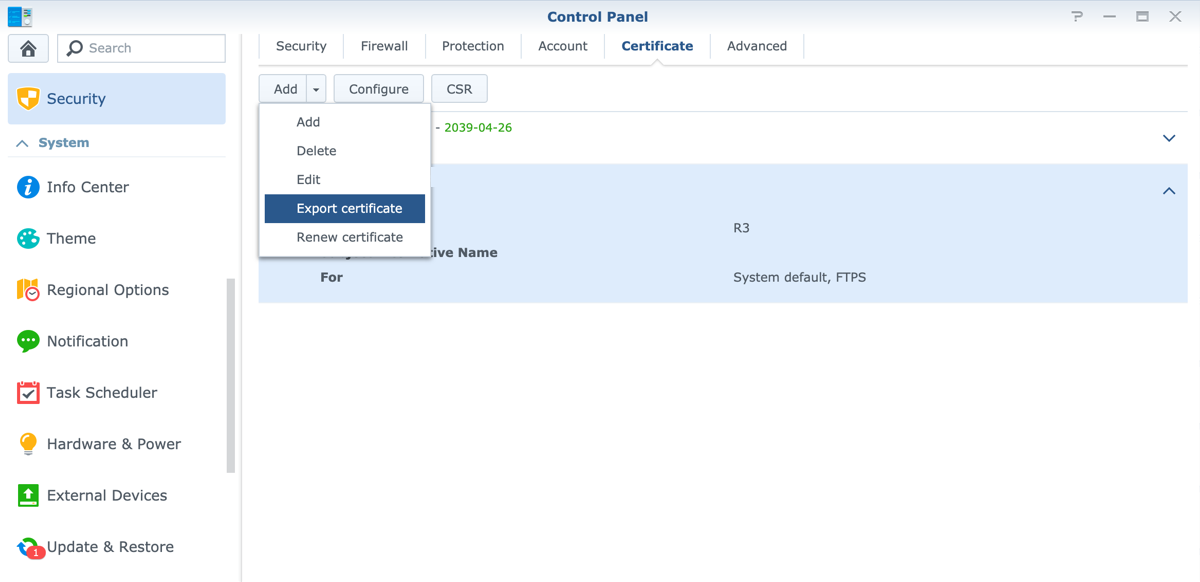 Control Panel
Search
Security
System
Info Center
Theme
Regional Options
Notification
Task Scheduler
Hardware & Power
External Devices
1
Update & Restore
Security Firewall Protection Account Certificate Advanced
Add Configure CSR
Add
Delete
Edit
Export certificate
Renew certificate
- 2039-04-26
R3
Name
For System default, FTPS